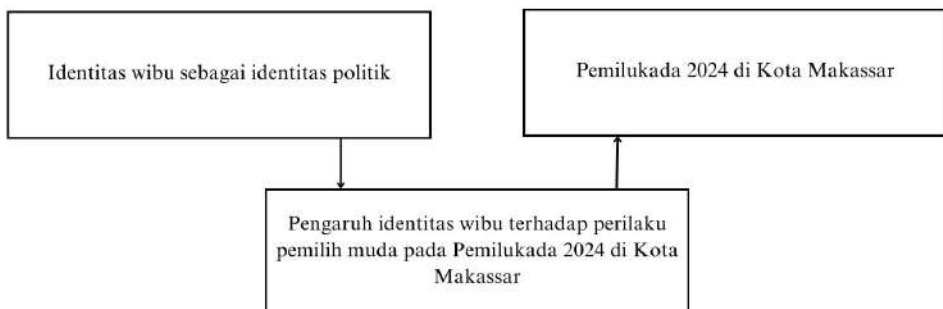 Identitas wibu sebagai identitas politik
Pemilukada 2024 di Kota Makassar
Pengaruh identitas wibu terhadap perilaku
pemilih muda pada Pemilukada 2024 di Kota
Makassar